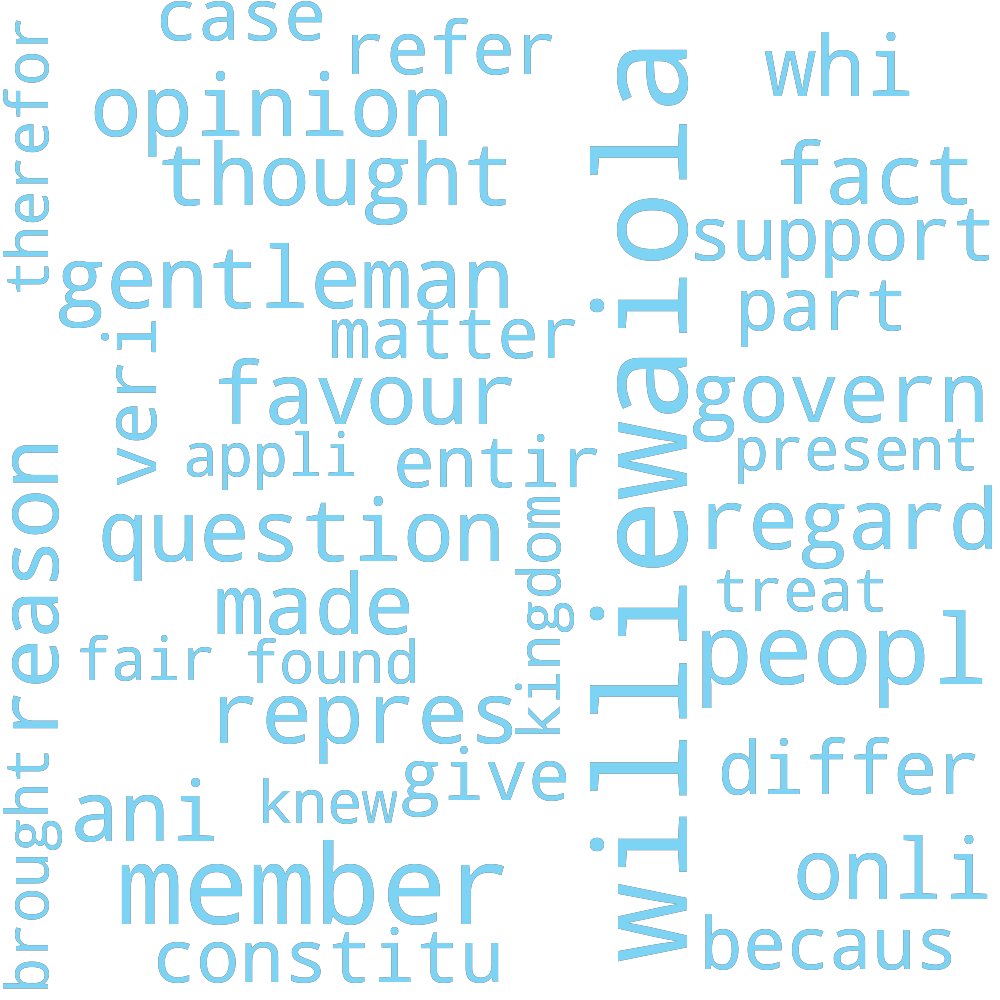 case
refer
therefor
opinion
whi
thought
fact
support
gentleman
part
matter
veri
favour
govern
appli
entir
present
williewaiola
reason
question
regard
kingdom
made
treat
fair
found
peopl
repres
brought
give
differ
ani
knew
member
onli
constitu
becaus